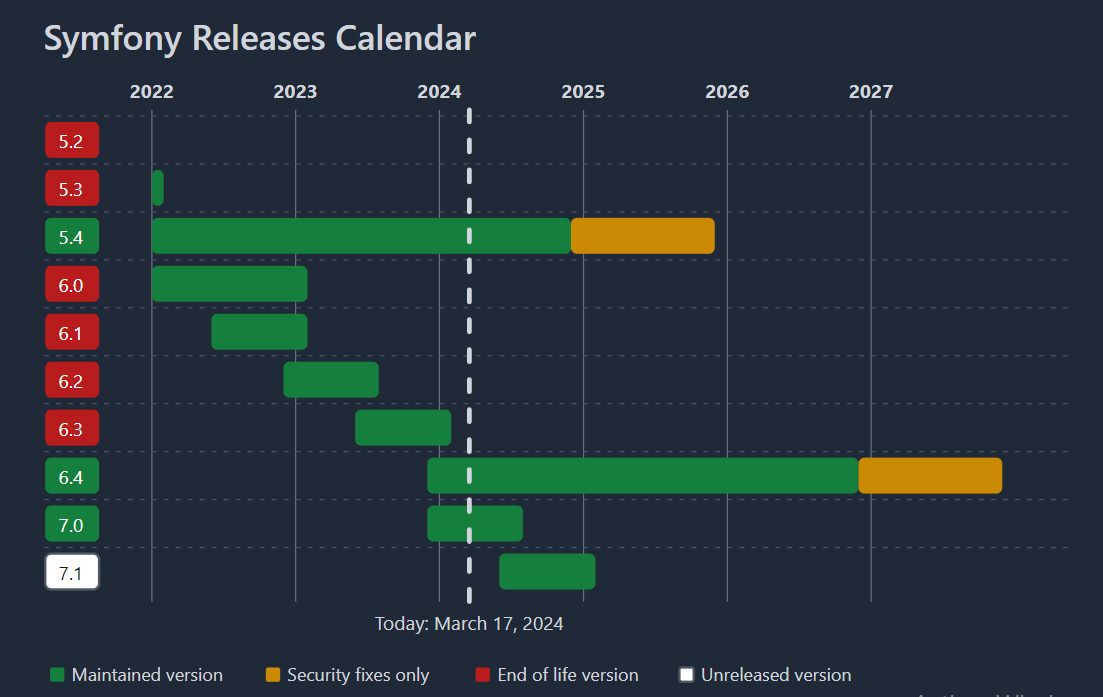 Symfony Releases Calendar
2022 2023 2024 2025 2026 2027
5.2
5.3
5.4
6.0
6.1
6.2
6.3
6.4
7.0
7.1
Today: March 17, 2024
Maintained version Security fixes only End of life version Unreleased version